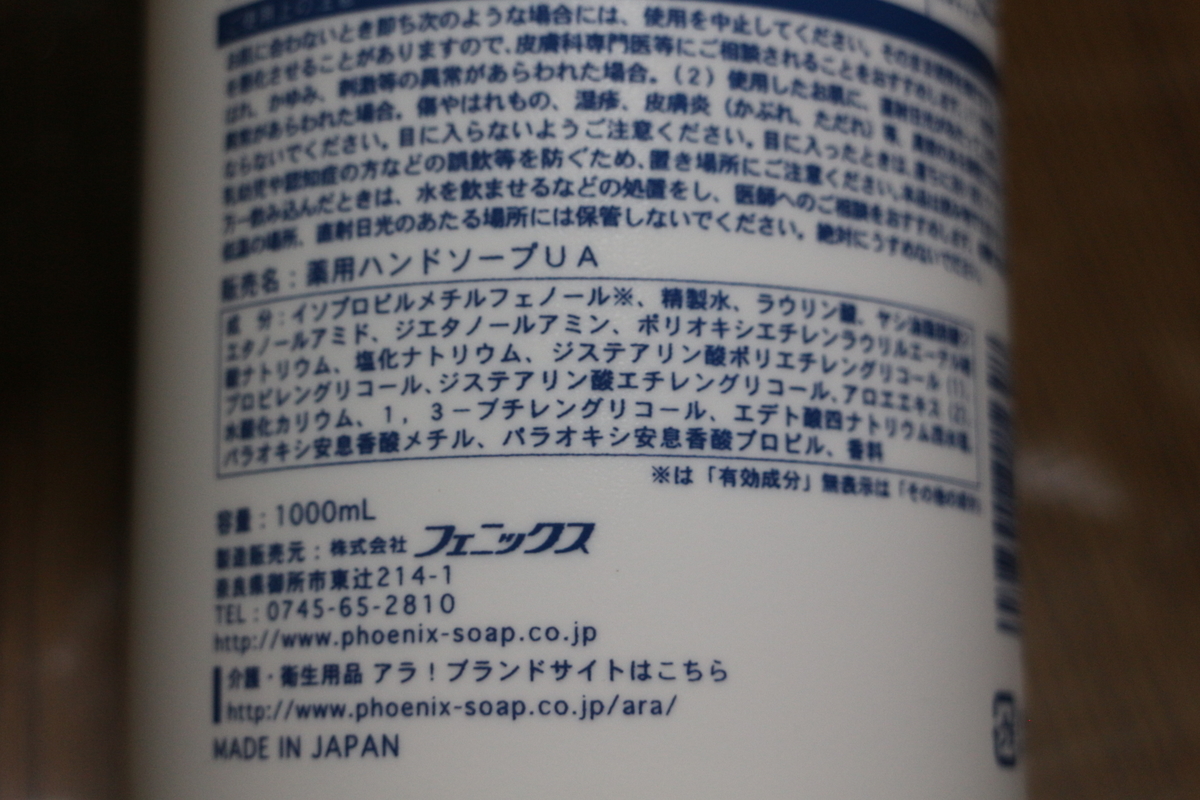 ご使用上の注意
お肌に合わないとき即ち次のような場合には、使用を中止してください。そのまま使用を
を悪化させることがありますので、皮膚科専門医等にご相談されることをおすすめします。
はれ、かゆみ、刺激等の異常があらわれた場合。（2）使用したお肌に、直射日光が
異常があらわれた場合。傷やはれもの、湿疹、皮膚炎（かぶれ、ただれ）等、
ならないでください。目に入らないようご注意ください。目に入ったときは、直ちに
乳幼児や認知症の方などの誤飲等を防ぐため、置き場所にご注意ください。
万一飲み込んだときは、水を飲ませるなどの処置をし、医師へのご相談をおすすめします。
低温の場所、直射日光のあたる場所には保管しないでください。絶対にうすめないでください。
販売名：薬用ハンドソープUA
成　分：イソプロピルメチルフェノール※、精製水、ラウリン酸、ヤシ油脂肪酸ジ
エタノールアミド、ジエタノールアミン、ポリオキシエチレンラウリルエーテル硫
酸ナトリウム、塩化ナトリウム、ジステアリン酸ポリエチレングリコール（1）、
プロピレングリコール、ジステアリン酸エチレングリコール、アロエエキス（2）、
水酸化カリウム、1，3－ブチレングリコール、エデト酸四ナトリウム四水塩、
パラオキシ安息香酸メチル、パラオキシ安息香酸プロピル、香料
※は「有効成分」無表示は「その他の成分」
容量：1000mL
製造販売元：株式会社 フェニックス
奈良県御所市東辻214-1
TEL：0745-65-2810
http://www.phoenix-soap.co.jp
介護・衛生用品 アラ！ブランドサイトはこちら
http://www.phoenix-soap.co.jp/ara/
MADE IN JAPAN